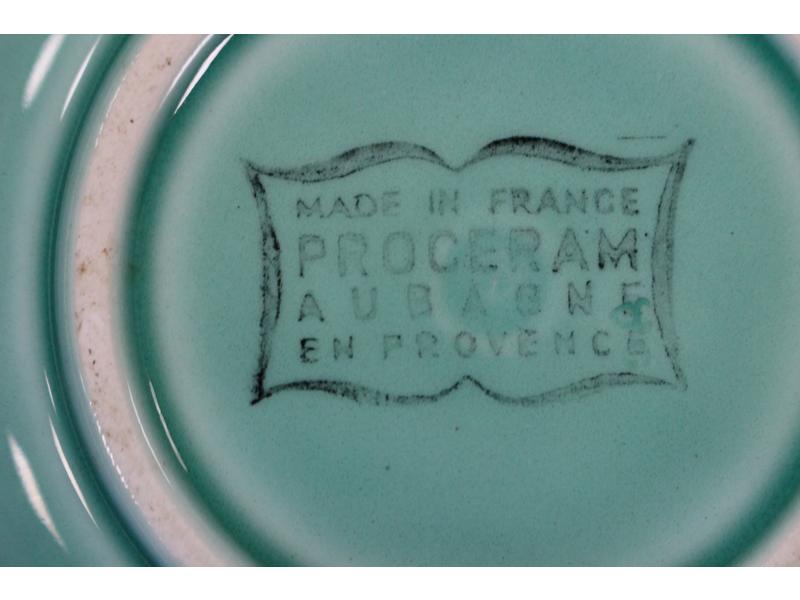 MADE IN FRANCE
PROCERAM
AUBAGNE
EN PROVENCE